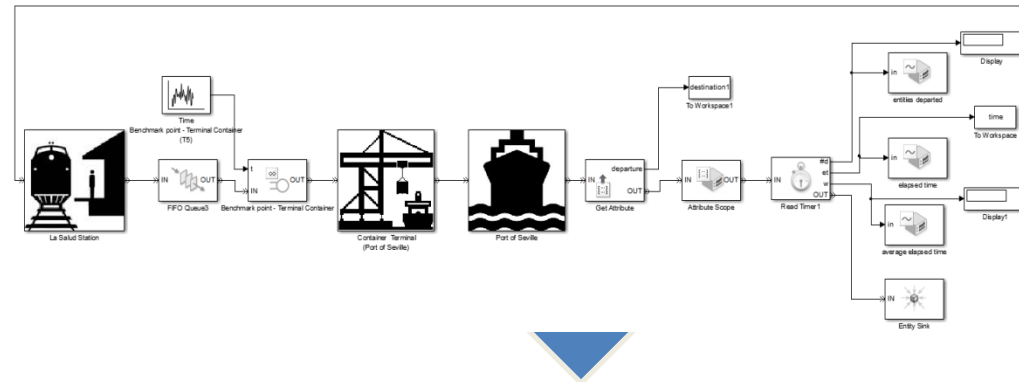 Time
Benchmark point - Terminal Container
(T5)
t
∞
IN
Benchmark point - Terminal Container
La Salud Station
IN
OUT
FIFO Queue3
Container Terminal
(Port of Seville)
Port of Seville
destination1
To Workspace1
departure
IN
OUT
Get Attribute
IN
OUT
Attribute Scope
IN
#d
et
w
OUT
Read Timer1
Display
in
entities departed
time
To Workspace
in
elapsed time
Display1
in
average elapsed time
IN
Entity Sink